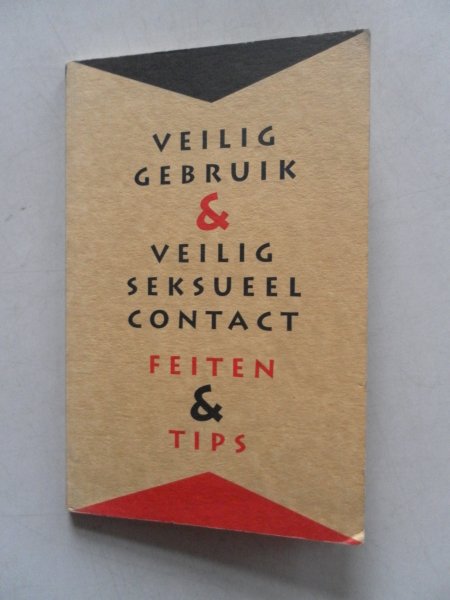 VEILIG
GEBRUIK
&
VEILIG
SEKSUEEL
CONTACT
FEITEN
&
TIPS